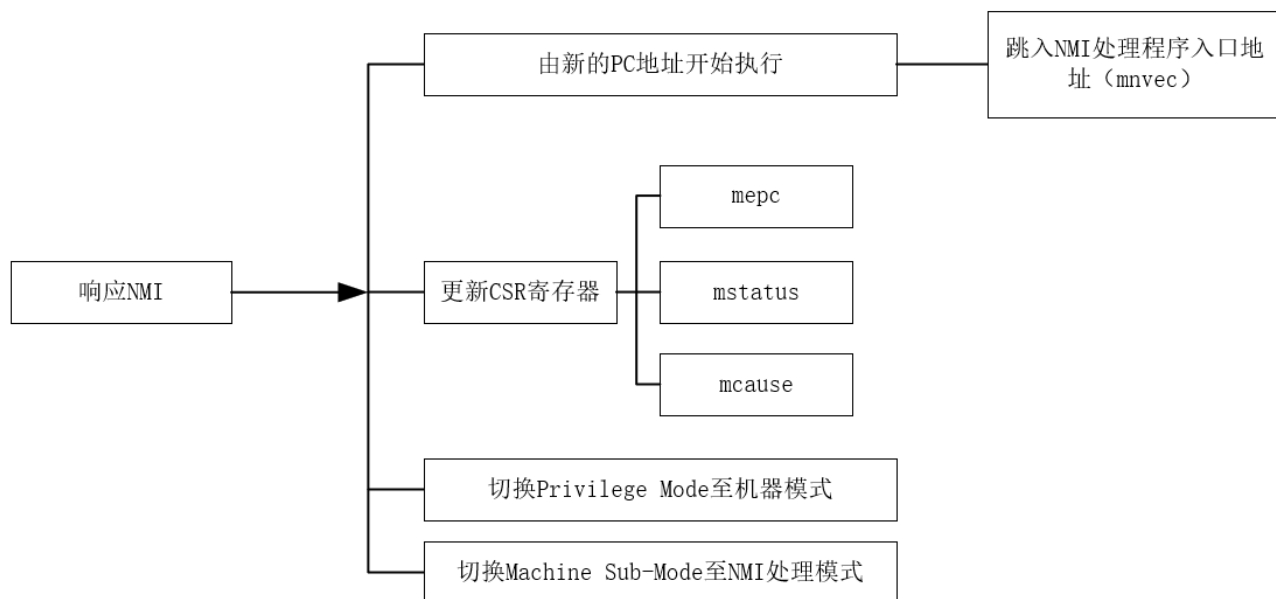 由新的PC地址开始执行
跳入NMI处理程序入口地
址（mnvec）
mepc
响应NMI
更新CSR寄存器
mstatus
mcause
切换Privilege Mode至机器模式
切换Machine Sub-Mode至NMI处理模式